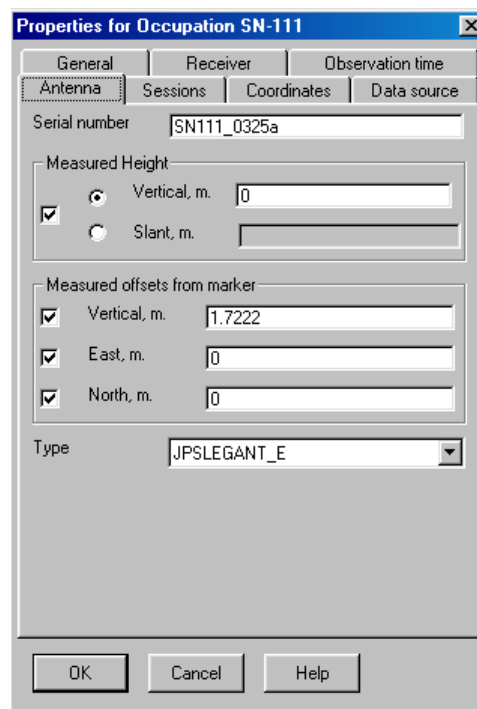 Properties for Occupation SN-111
General Receiver Observation time
Antenna Sessions Coordinates Data source
Serial number SN111_0325a
Measured Height
Vertical, m. 0
Slant, m.
Measured offsets from marker
Vertical, m. 1.7222
East, m. 0
North, m. 0
Type JPSLEGANT_E
OK Cancel Help